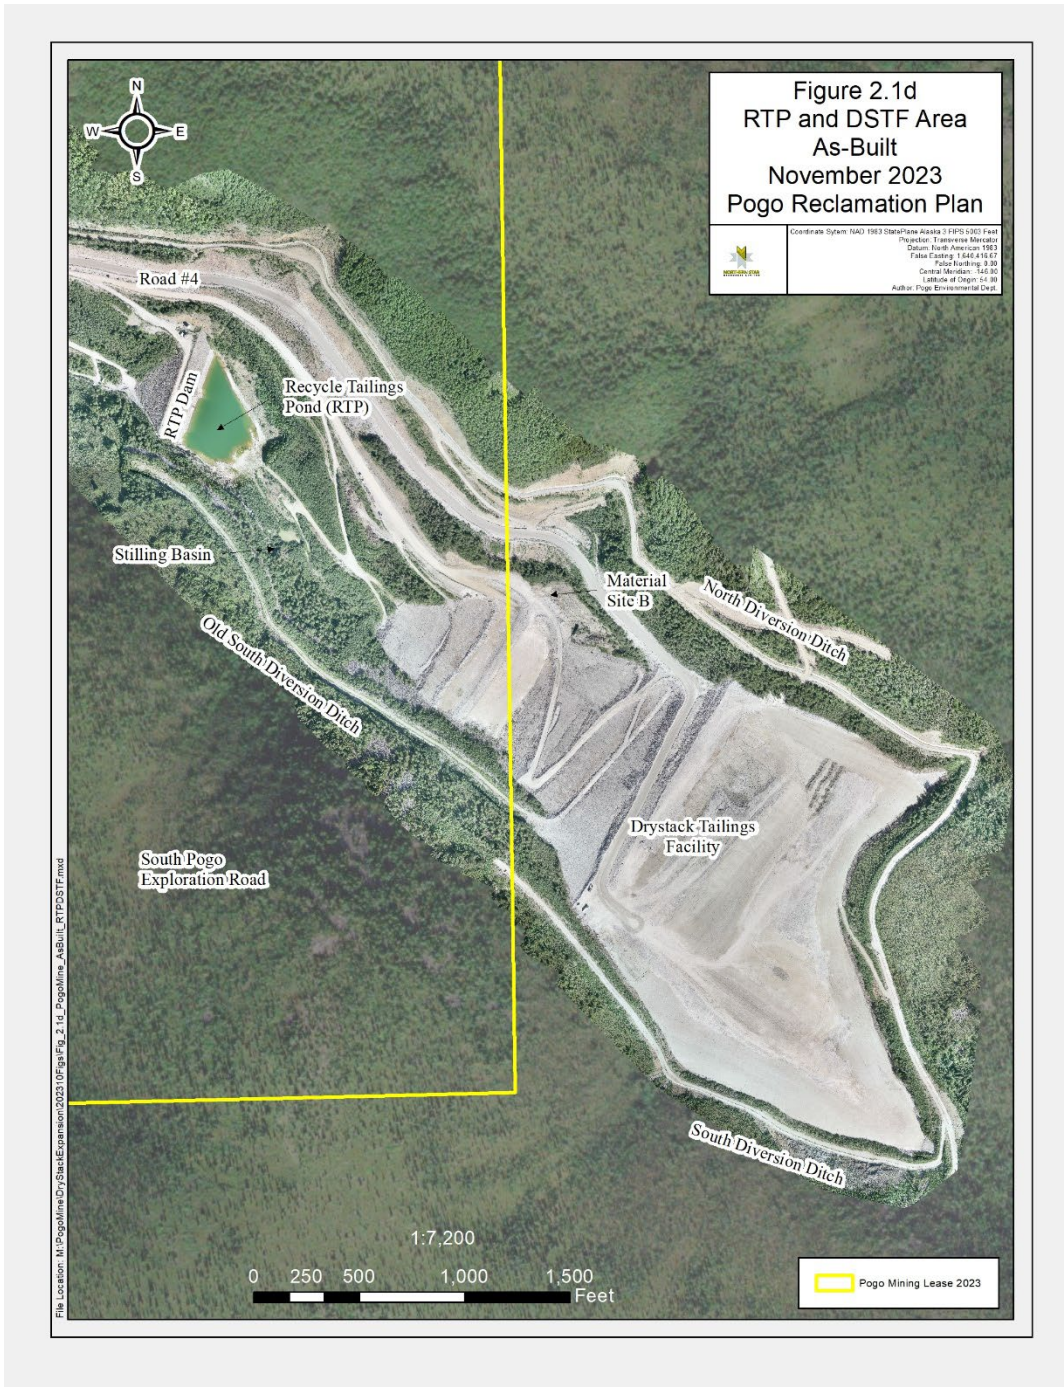 Figure 2.1d
RTP and DSTF Area
As-Built
November 2023
Pogo Reclamation Plan
Coordinate Sytem: NAD 1983 StatePlane Alaska 3 FIPS 5003 Feet
Projection: Transverse Mercator
Datum: North American 1983
False Easting: 1,640,416.67
False Northing: 0.00
Central Meridian: -146.00
Latitude of Origin: 54.00
Author: Pogo Environmental Dept.
NORTHERN STAR
N
W
E
S
Road #4
RTP Dam
Recycle Tailings
Pond (RTP)
Stilling Basin
Material
Site B
North Diversion Ditch
Old South Diversion Ditch
Drystack Tailings
Facility
South Pogo
Exploration Road
South Diversion Ditch
1:7,200
0 250 500 1,000 1,500
Feet
Pogo Mining Lease 2023
File Location: M:\PogoMine\DryStackExpansion\202310Figs\Fig_2.1d_PogoMine_AsBuilt_RTPDSTF.mxd